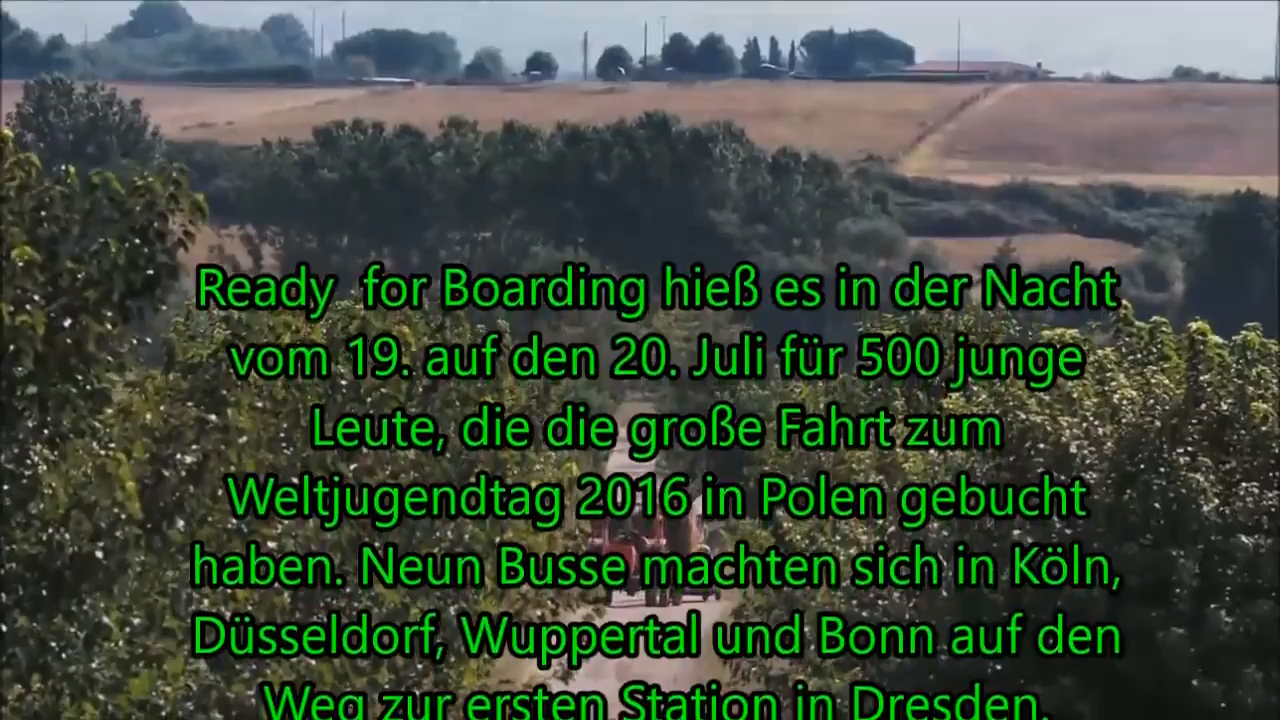 Ready for Boarding hieß es in der Nacht
vom 19. auf den 20. Juli für 500 junge
Leute, die die große Fahrt zum
Weltjugendtag 2016 in Polen gebucht
haben. Neun Busse machten sich in Köln,
Düsseldorf, Wuppertal und Bonn auf den
Weg zur ersten Station in Dresden.